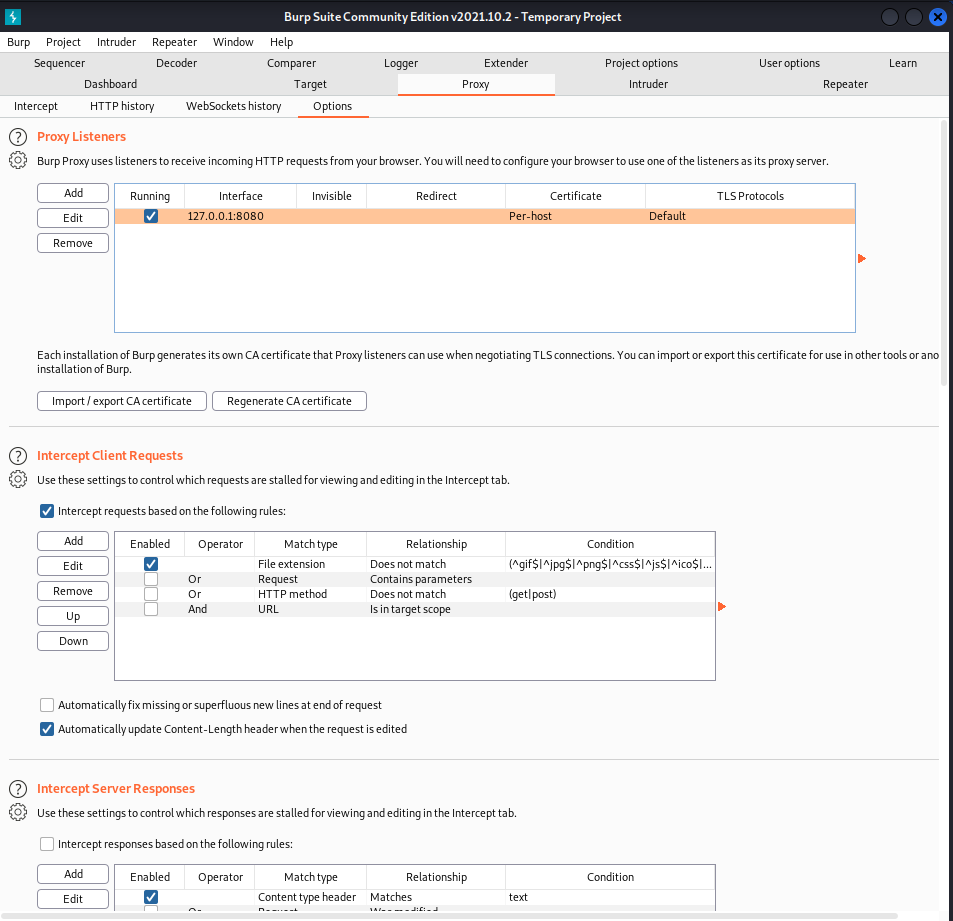 Burp Suite Community Edition v2021.10.2 - Temporary Project
Burp Project Intruder Repeater Window Help
Sequencer Decoder Comparer Logger Extender Project options User options Learn
Dashboard Target Proxy Intruder Repeater
Intercept HTTP history WebSockets history Options
? Proxy Listeners
Burp Proxy uses listeners to receive incoming HTTP requests from your browser. You will need to configure your browser to use one of the listeners as its proxy server.
Add
Edit
Remove
Running Interface Invisible Redirect Certificate TLS Protocols
127.0.0.1:8080 Per-host Default
Each installation of Burp generates its own CA certificate that Proxy listeners can use when negotiating TLS connections. You can import or export this certificate for use in other tools or ano
installation of Burp.
Import / export CA certificate Regenerate CA certificate
? Intercept Client Requests
Use these settings to control which requests are stalled for viewing and editing in the Intercept tab.
Intercept requests based on the following rules:
Add
Edit
Remove
Up
Down
Enabled Operator Match type Relationship Condition
File extension Does not match (^gif$|^jpg$|^png$|^css$|^js$|^ico$|...
Or Request Contains parameters
Or HTTP method Does not match (get|post)
And URL Is in target scope
Automatically fix missing or superfluous new lines at end of request
Automatically update Content-Length header when the request is edited
? Intercept Server Responses
Use these settings to control which responses are stalled for viewing and editing in the Intercept tab.
Intercept responses based on the following rules:
Add
Edit
Enabled Operator Match type Relationship Condition
Content type header Matches text
Or Request Was modified